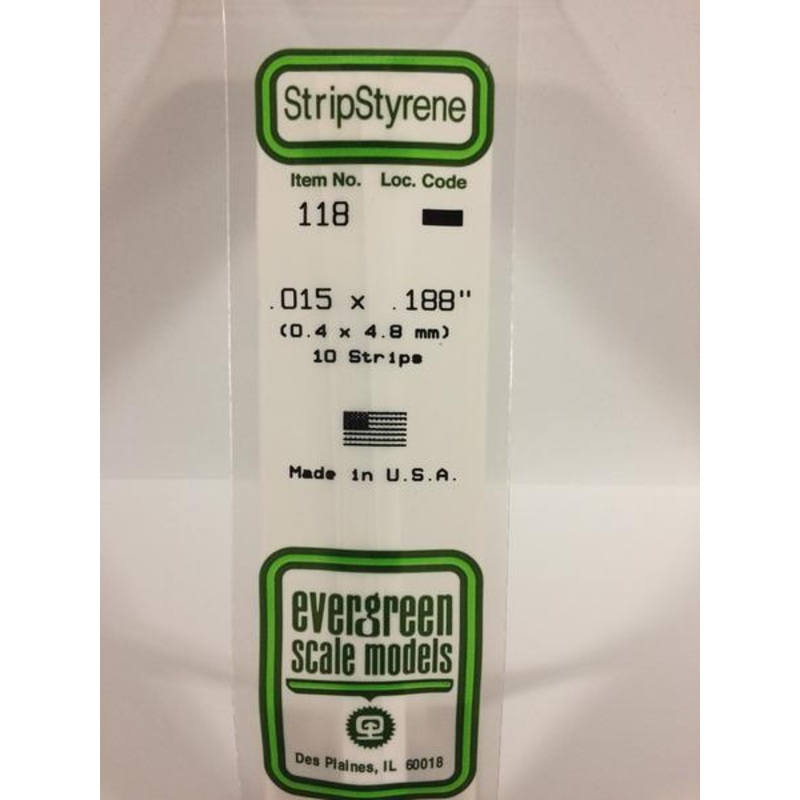 StripStyrene
Item No. Loc. Code
118
.015 x .188"
(0.4 x 4.8 mm)
10 Strips
Made in U.S.A.
evergreen
scale models
Des Plaines, IL 60018